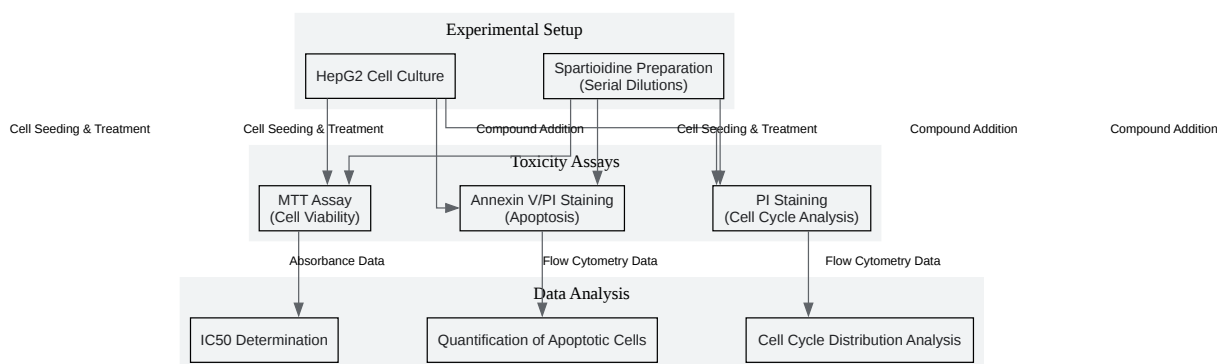 Experimental Setup
HepG2 Cell Culture
Spartioidine Preparation
(Serial Dilutions)
Cell Seeding & Treatment
Cell Seeding & Treatment
Compound Addition
Cell Seeding & Treatment
Compound Addition
Compound Addition
Toxicity Assays
MTT Assay
(Cell Viability)
Annexin V/PI Staining
(Apoptosis)
PI Staining
(Cell Cycle Analysis)
Absorbance Data
Flow Cytometry Data
Flow Cytometry Data
Data Analysis
IC50 Determination
Quantification of Apoptotic Cells
Cell Cycle Distribution Analysis